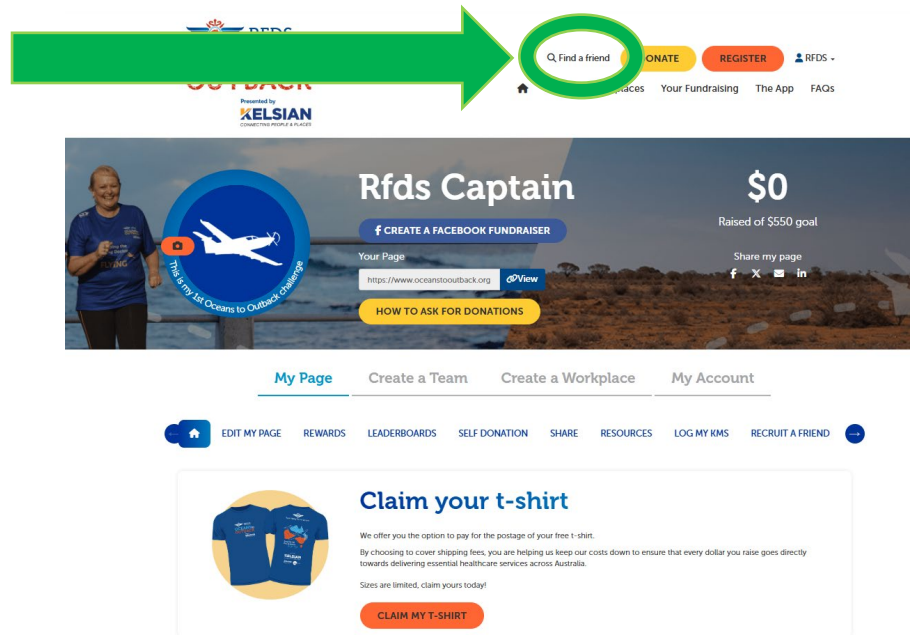 Find a friend
REGISTER
RFDS
Your Fundraising
The App
FAQs
Presented by
KELSIAN
CONNECTING PEOPLE & PLACES
Rfds Captain
$0
CREATE A FACEBOOK FUNDRAISER
Raised of $550 goal
Your Page
Share my page
https://www.oceanstooutback.org
View
HOW TO ASK FOR DONATIONS
This is my 1st Oceans to Outback challenge
My Page
Create a Team
Create a Workplace
My Account
EDIT MY PAGE
REWARDS
LEADERBOARDS
SELF DONATION
SHARE
RESOURCES
LOG MY KMS
RECRUIT A FRIEND
Claim your t-shirt
We offer you the option to pay for the postage of your free t-shirt.
By choosing to cover shipping fees, you are helping us keep our costs down to ensure that every dollar you raise goes directly
towards delivering essential healthcare services across Australia.
Sizes are limited, claim yours today!
CLAIM MY T-SHIRT